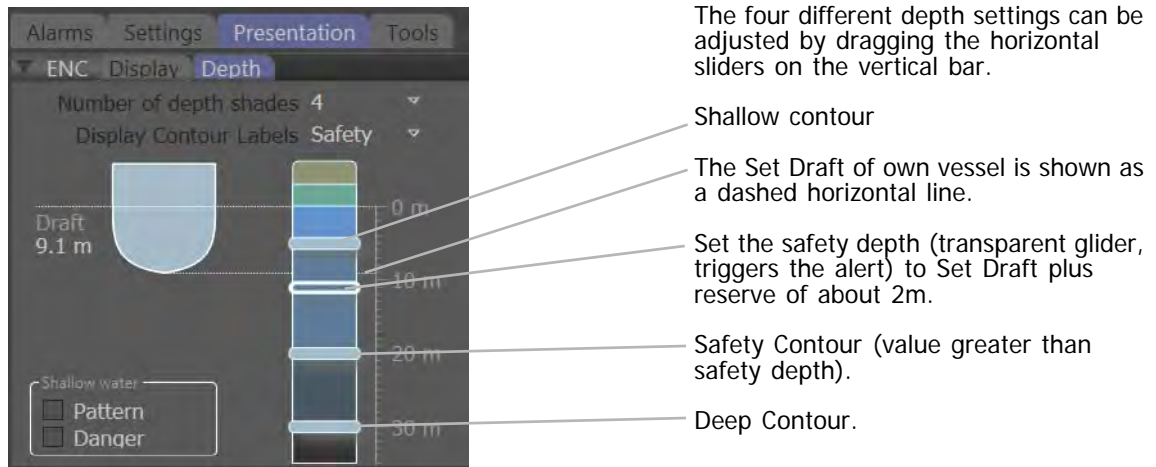 Alarms Settings Presentation Tools
ENC Display Depth
Number of depth shades 4
Display Contour Labels Safety
Draft
9.1 m
0 m
10 m
20 m
30 m
Shallow water
Pattern
Danger
The four different depth settings can be
adjusted by dragging the horizontal
sliders on the vertical bar.
Shallow contour
The Set Draft of own vessel is shown as
a dashed horizontal line.
Set the safety depth (transparent glider,
triggers the alert) to Set Draft plus
reserve of about 2m.
Safety Contour (value greater than
safety depth).
Deep Contour.